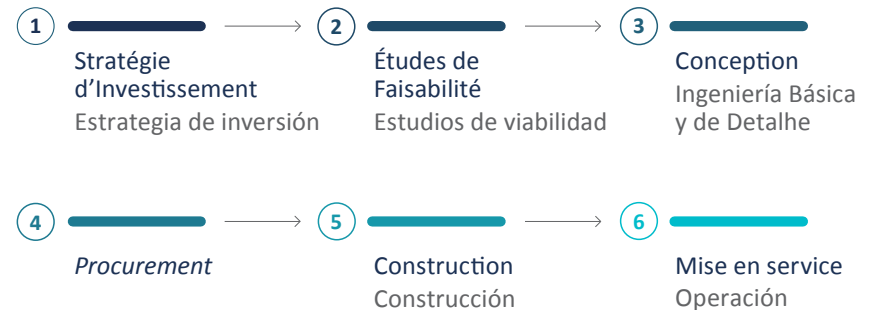 1
2
3
Stratégie
d'Investissement
Estrategia de inversión
Études de
Faisabilité
Estudios de viabilidad
Conception
Ingeniería Básica
y de Detalhe
4
5
6
Procurement
Construction
Construcción
Mise en service
Operación